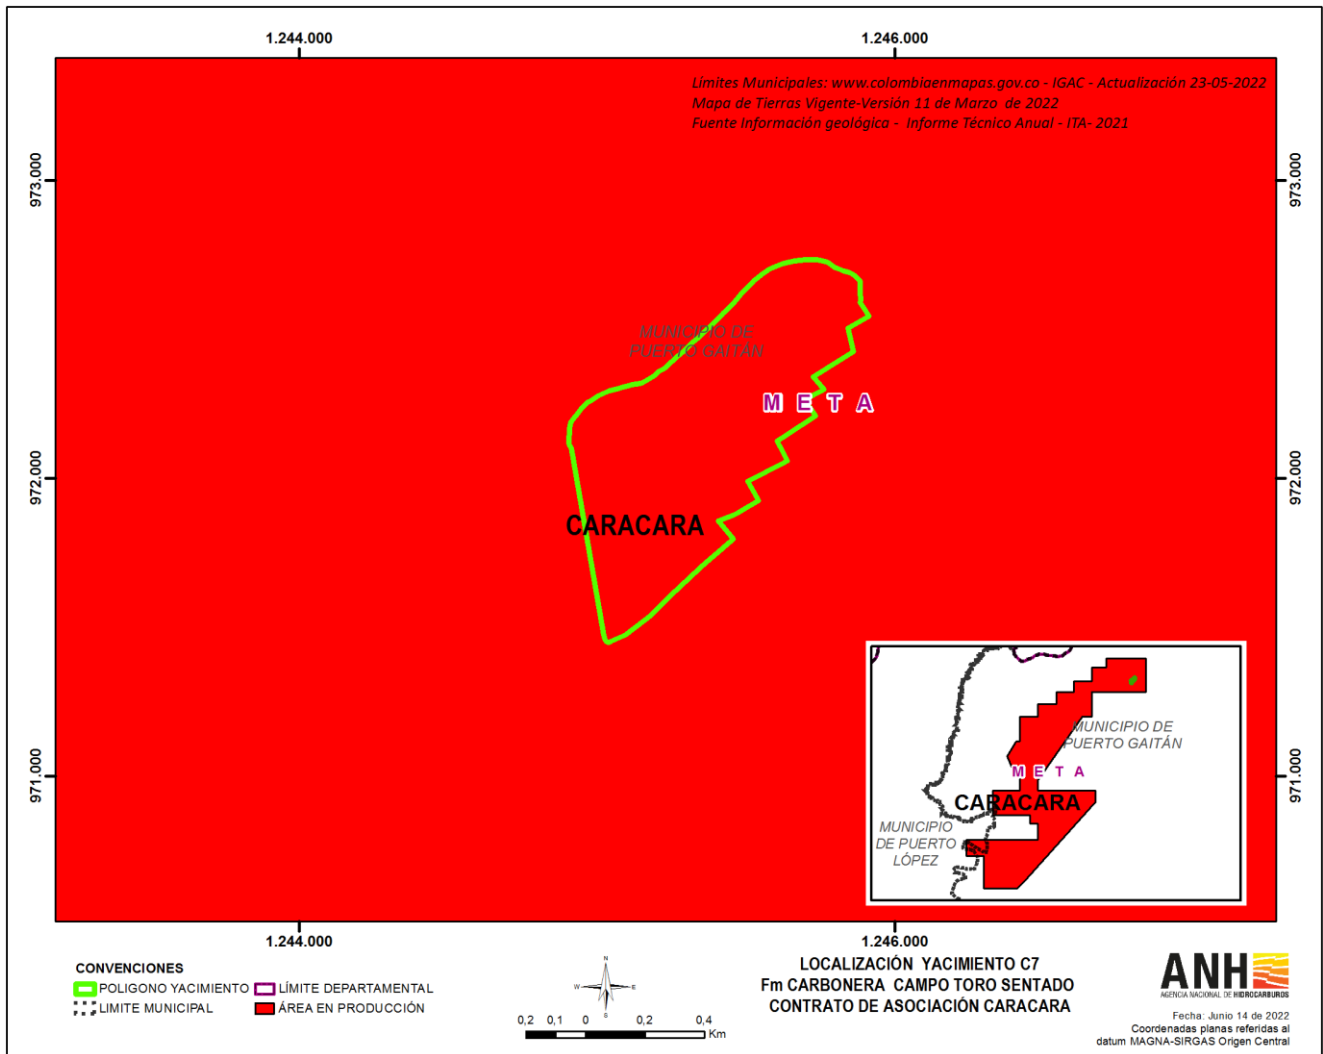 1.244.000
1.246.000
Límites Municipales: www.colombiaenmapas.gov.co - IGAC - Actualización 23-05-2022
Mapa de Tierras Vigente-Versión 11 de Marzo de 2022
Fuente Información geológica - Informe Técnico Anual - ITA- 2021
973.000
973.000
MUNICIPIO DE
PUERTO GAITÁN
M E T A
972.000
972.000
CARACARA
971.000
971.000
MUNICIPIO DE
PUERTO GAITÁN
M E T A
CARACARA
MUNICIPIO
DE PUERTO
LÓPEZ
1.244.000
1.246.000
CONVENCIONES
POLIGONO YACIMIENTO
LÍMITE DEPARTAMENTAL
LIMITE MUNICIPAL
ÁREA EN PRODUCCIÓN
N
W
E
S
0,2 0,1 0 0,2 0,4
Km
LOCALIZACIÓN YACIMIENTO C7
Fm CARBONERA CAMPO TORO SENTADO
CONTRATO DE ASOCIACIÓN CARACARA
ANH
AGENCIA NACIONAL DE HIDROCARBUROS
Fecha: Junio 14 de 2022
Coordenadas planas referidas al
datum MAGNA-SIRGAS Origen Central